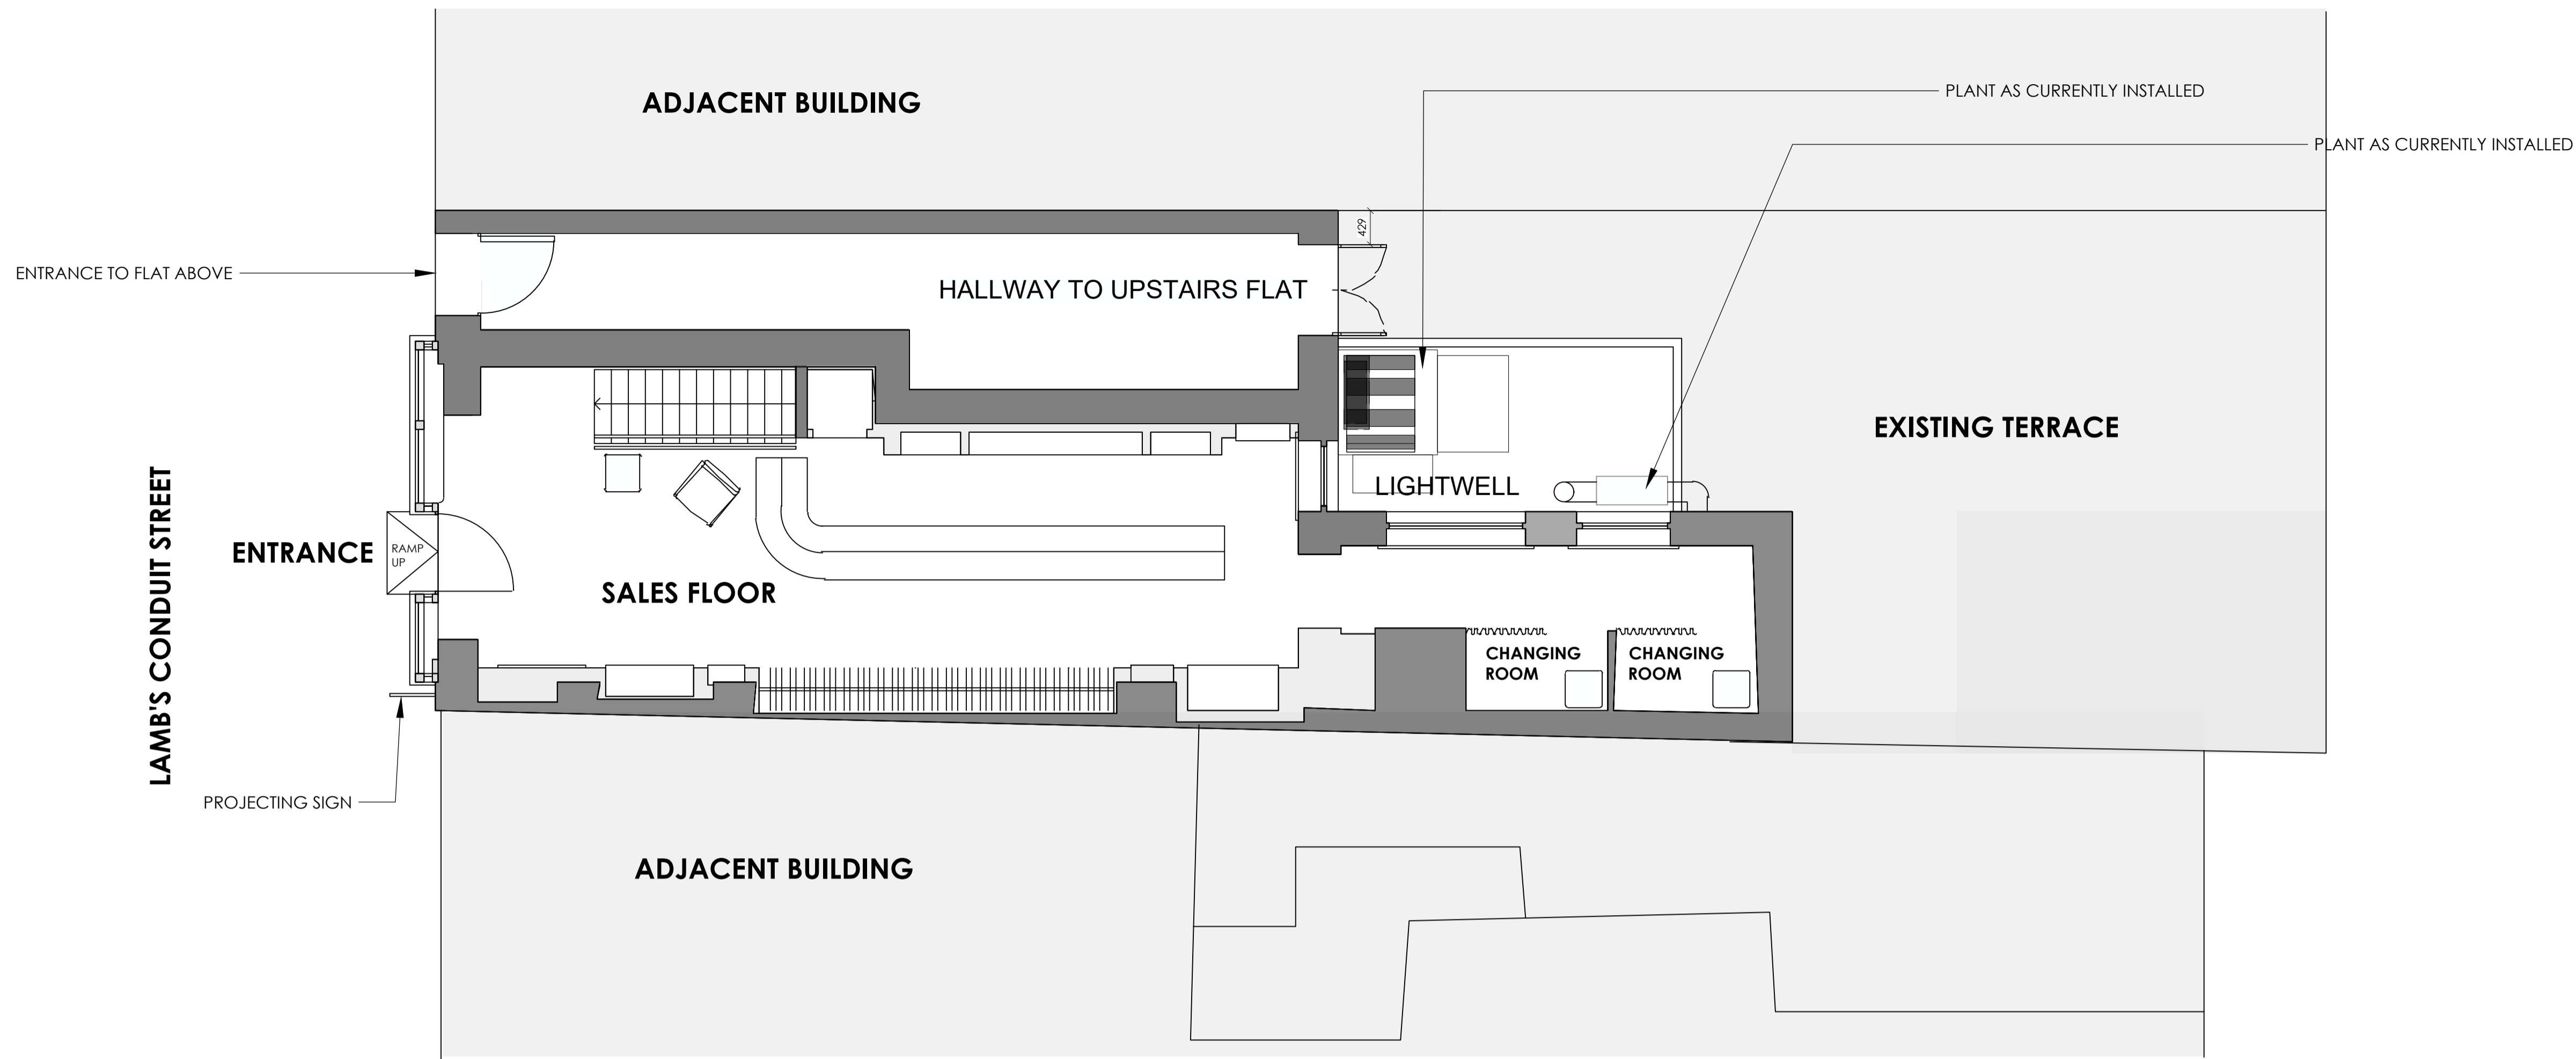 ADJACENT BUILDING
PLANT AS CURRENTLY INSTALLED
PLANT AS CURRENTLY INSTALLED
429
ENTRANCE TO FLAT ABOVE
HALLWAY TO UPSTAIRS FLAT
EXISTING TERRACE
LIGHTWELL
LAMB'S CONDUIT STREET
ENTRANCE
RAMP
UP
SALES FLOOR
CHANGING
ROOM
CHANGING
ROOM
PROJECTING SIGN
ADJACENT BUILDING